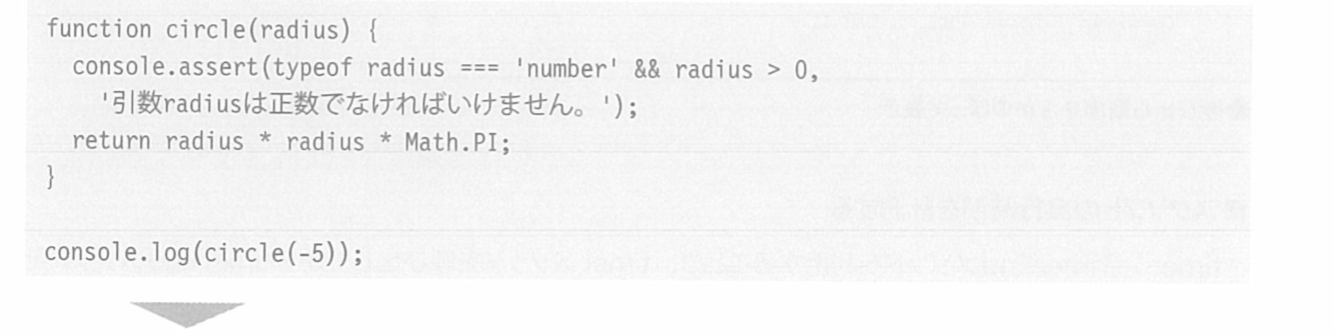 function circle(radius) {
  console.assert(typeof radius === 'number' && radius > 0,
    '引数radiusは正数でなければいけません。');
  return radius * radius * Math.PI;
}
console.log(circle(-5));